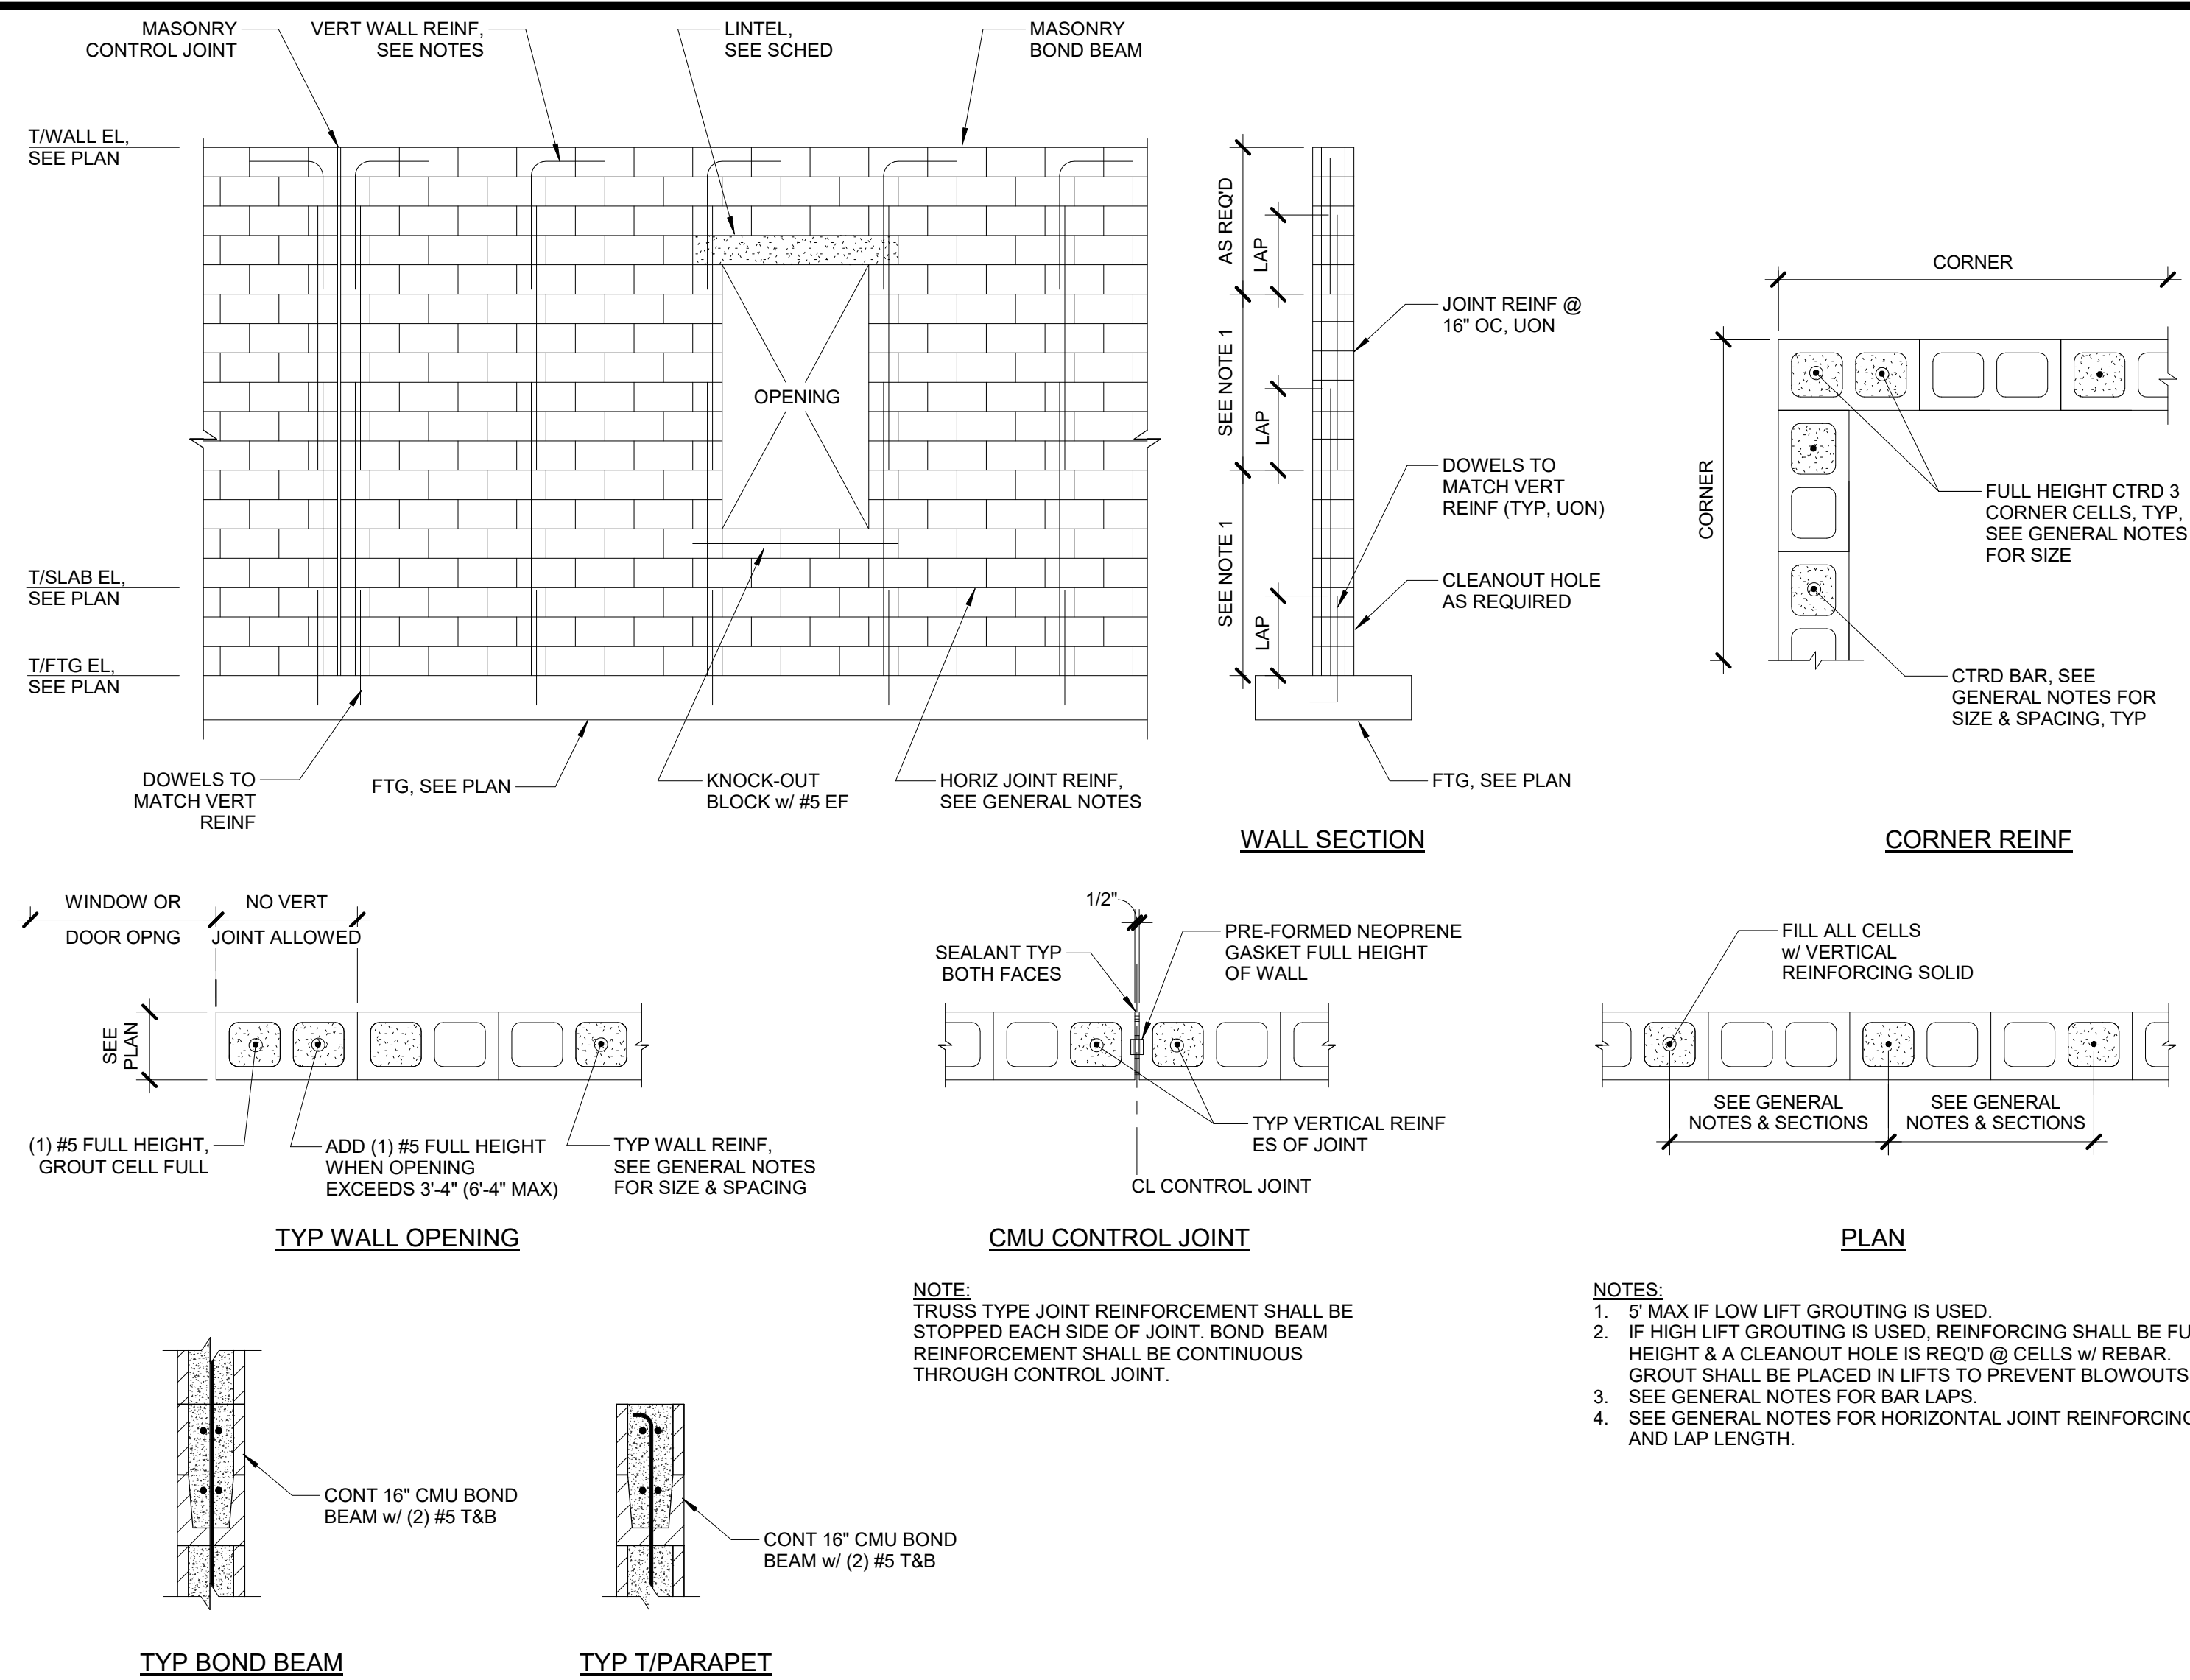 MASONRY
CONTROL JOINT
VERT WALL REINF,
SEE NOTES
LINTEL,
SEE SCHED
MASONRY
BOND BEAM
T/WALL EL,
SEE PLAN
OPENING
T/SLAB EL,
SEE PLAN
T/FTG EL,
SEE PLAN
DOWELS TO
MATCH VERT
REINF
FTG, SEE PLAN
KNOCK-OUT
BLOCK w/ #5 EF
HORIZ JOINT REINF,
SEE GENERAL NOTES
AS REQ'D
LAP
SEE NOTE 1
LAP
SEE NOTE 1
LAP
JOINT REINF @
16" OC, UON
DOWELS TO
MATCH VERT
REINF (TYP, UON)
CLEANOUT HOLE
AS REQUIRED
FTG, SEE PLAN
WALL SECTION
CORNER
CORNER
FULL HEIGHT CTRD 3
CORNER CELLS, TYP,
SEE GENERAL NOTES
FOR SIZE
CTRD BAR, SEE
GENERAL NOTES FOR
SIZE & SPACING, TYP
CORNER REINF
WINDOW OR
DOOR OPNG
NO VERT
JOINT ALLOWED
SEE
PLAN
(1) #5 FULL HEIGHT,
GROUT CELL FULL
ADD (1) #5 FULL HEIGHT
WHEN OPENING
EXCEEDS 3'-4" (6'-4" MAX)
TYP WALL REINF,
SEE GENERAL NOTES
FOR SIZE & SPACING
TYP WALL OPENING
1/2"
SEALANT TYP
BOTH FACES
PRE-FORMED NEOPRENE
GASKET FULL HEIGHT
OF WALL
TYP VERTICAL REINF
ES OF JOINT
CL CONTROL JOINT
CMU CONTROL JOINT
NOTE:
TRUSS TYPE JOINT REINFORCEMENT SHALL BE
STOPPED EACH SIDE OF JOINT. BOND BEAM
REINFORCEMENT SHALL BE CONTINUOUS
THROUGH CONTROL JOINT.
FILL ALL CELLS
w/ VERTICAL
REINFORCING SOLID
SEE GENERAL
NOTES & SECTIONS
SEE GENERAL
NOTES & SECTIONS
PLAN
NOTES:
1. 5' MAX IF LOW LIFT GROUTING IS USED.
2. IF HIGH LIFT GROUTING IS USED, REINFORCING SHALL BE
HEIGHT & A CLEANOUT HOLE IS REQ'D @ CELLS w/ REBAR.
GROUT SHALL BE PLACED IN LIFTS TO PREVENT BLOWOUTS
3. SEE GENERAL NOTES FOR BAR LAPS.
4. SEE GENERAL NOTES FOR HORIZONTAL JOINT
AND LAP LENGTH.
CONT 16" CMU BOND
BEAM w/ (2) #5 T&B
TYP BOND BEAM
CONT 16" CMU BOND
BEAM w/ (2) #5 T&B
TYP T/PARAPET